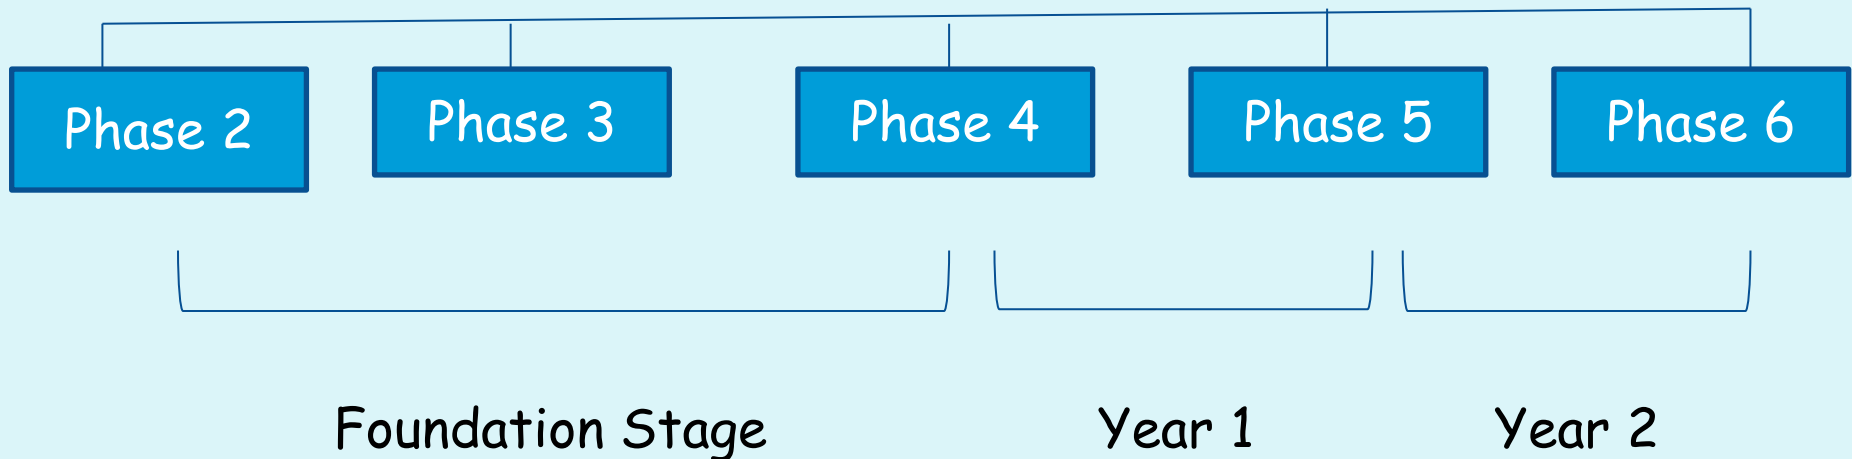 Phase 2
Phase 3
Phase 4
Phase 5
Phase 6
Foundation Stage
Year 1
Year 2